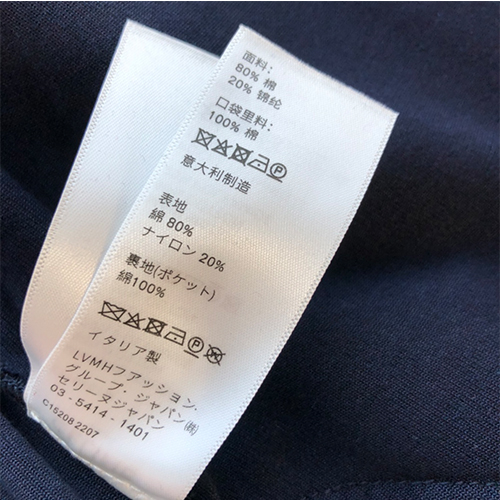 面料:
80% 棉
20% 锦纶
口袋里料:
100% 棉
P
意大利制造
表地
綿 80%
ナイロン 20%
裏地(ポケット)
綿100%
P
イタリア製
LVMHファッション.
グループ.ジャパン㈱
セリーヌジャパン
03 - 5414 - 1401
C16208 2207